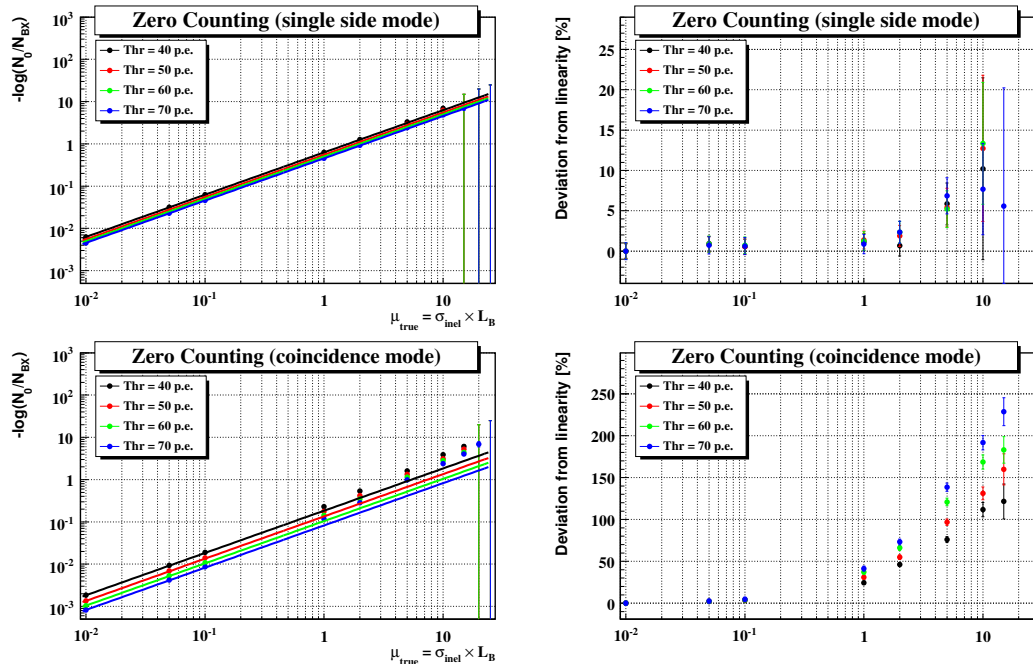 Zero Counting (single side mode)
-log(N0/NBX)
10³
10²
10
1
10⁻¹
10⁻²
10⁻³
Thr = 40 p.e.
Thr = 50 p.e.
Thr = 60 p.e.
Thr = 70 p.e.
10⁻² 10⁻¹ 1 10
μtrue = σinel × LB
Zero Counting (single side mode)
Deviation from linearity [%]
25
20
15
10
5
0
Thr = 40 p.e.
Thr = 50 p.e.
Thr = 60 p.e.
Thr = 70 p.e.
10⁻² 10⁻¹ 1 10
Zero Counting (coincidence mode)
-log(N0/NBX)
10³
10²
10
1
10⁻¹
10⁻²
10⁻³
Thr = 40 p.e.
Thr = 50 p.e.
Thr = 60 p.e.
Thr = 70 p.e.
10⁻² 10⁻¹ 1 10
μtrue = σinel × LB
Zero Counting (coincidence mode)
Deviation from linearity [%]
250
200
150
100
50
0
Thr = 40 p.e.
Thr = 50 p.e.
Thr = 60 p.e.
Thr = 70 p.e.
10⁻² 10⁻¹ 1 10